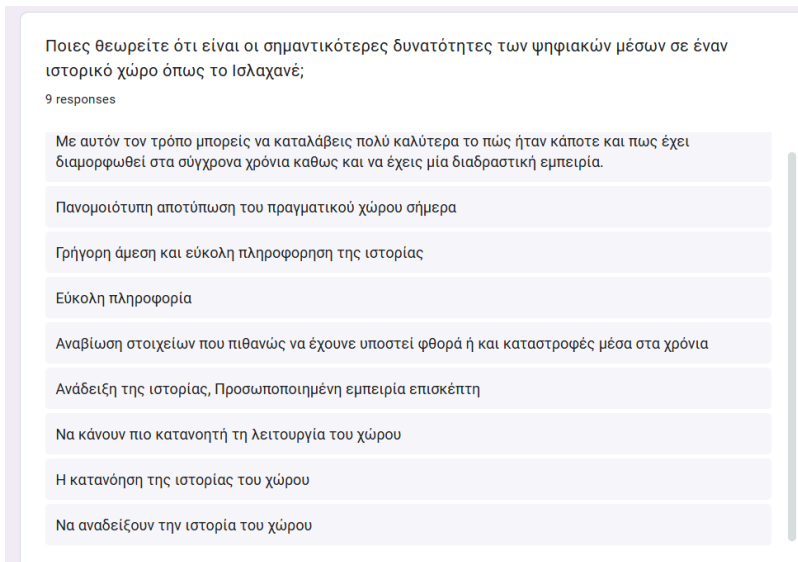 Ποιες θεωρείτε ότι είναι οι σημαντικότερες δυνατότητες των ψηφιακών μέσων σε έναν
ιστορικό χώρο όπως το Ισλαχανέ;
9 responses
Με αυτόν τον τρόπο μπορείς να καταλάβεις πολύ καλύτερα το πώς ήταν κάποτε και πως έχει
διαμορφωθεί στα σύγχρονα χρόνια καθως και να έχεις μία διαδραστική εμπειρία.
Πανομοιότυπη αποτύπωση του πραγματικού χώρου σήμερα
Γρήγορη άμεση και εύκολη πληροφορηση της ιστορίας
Εύκολη πληροφορία
Αναβίωση στοιχείων που πιθανώς να έχουνε υποστεί φθορά ή και καταστροφές μέσα στα χρόνια
Ανάδειξη της ιστορίας, Προσωποποιημένη εμπειρία επισκέπτη
Να κάνουν πιο κατανοητή τη λειτουργία του χώρου
Η κατανόηση της ιστορίας του χώρου
Να αναδείξουν την ιστορία του χώρου